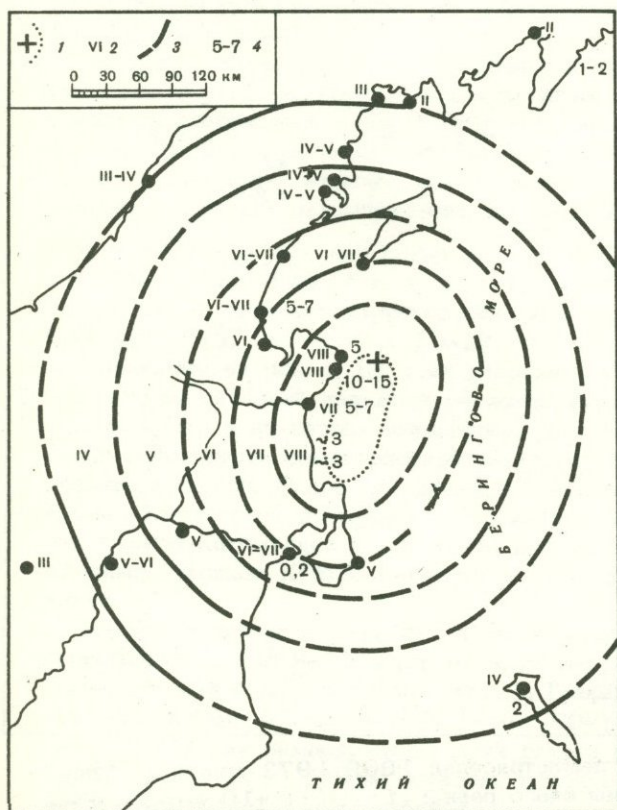 1 VI 2 3 5-7 4
0 30 60 90 120 КМ
II
1-2
III
II
IV-V
IV-V
IV-V
III-IV
VI-VII
VI
VII
VI-VII
5-7
VI
VIII
5
VIII
10-15
VII
5-7
~3
~3
IV
V
VI
VII
VIII
БЕРИНГОВО МОРЕ
VI-VII
0,2
V
V
V-VI
III
IV
2
ТИХИЙ ОКЕАН